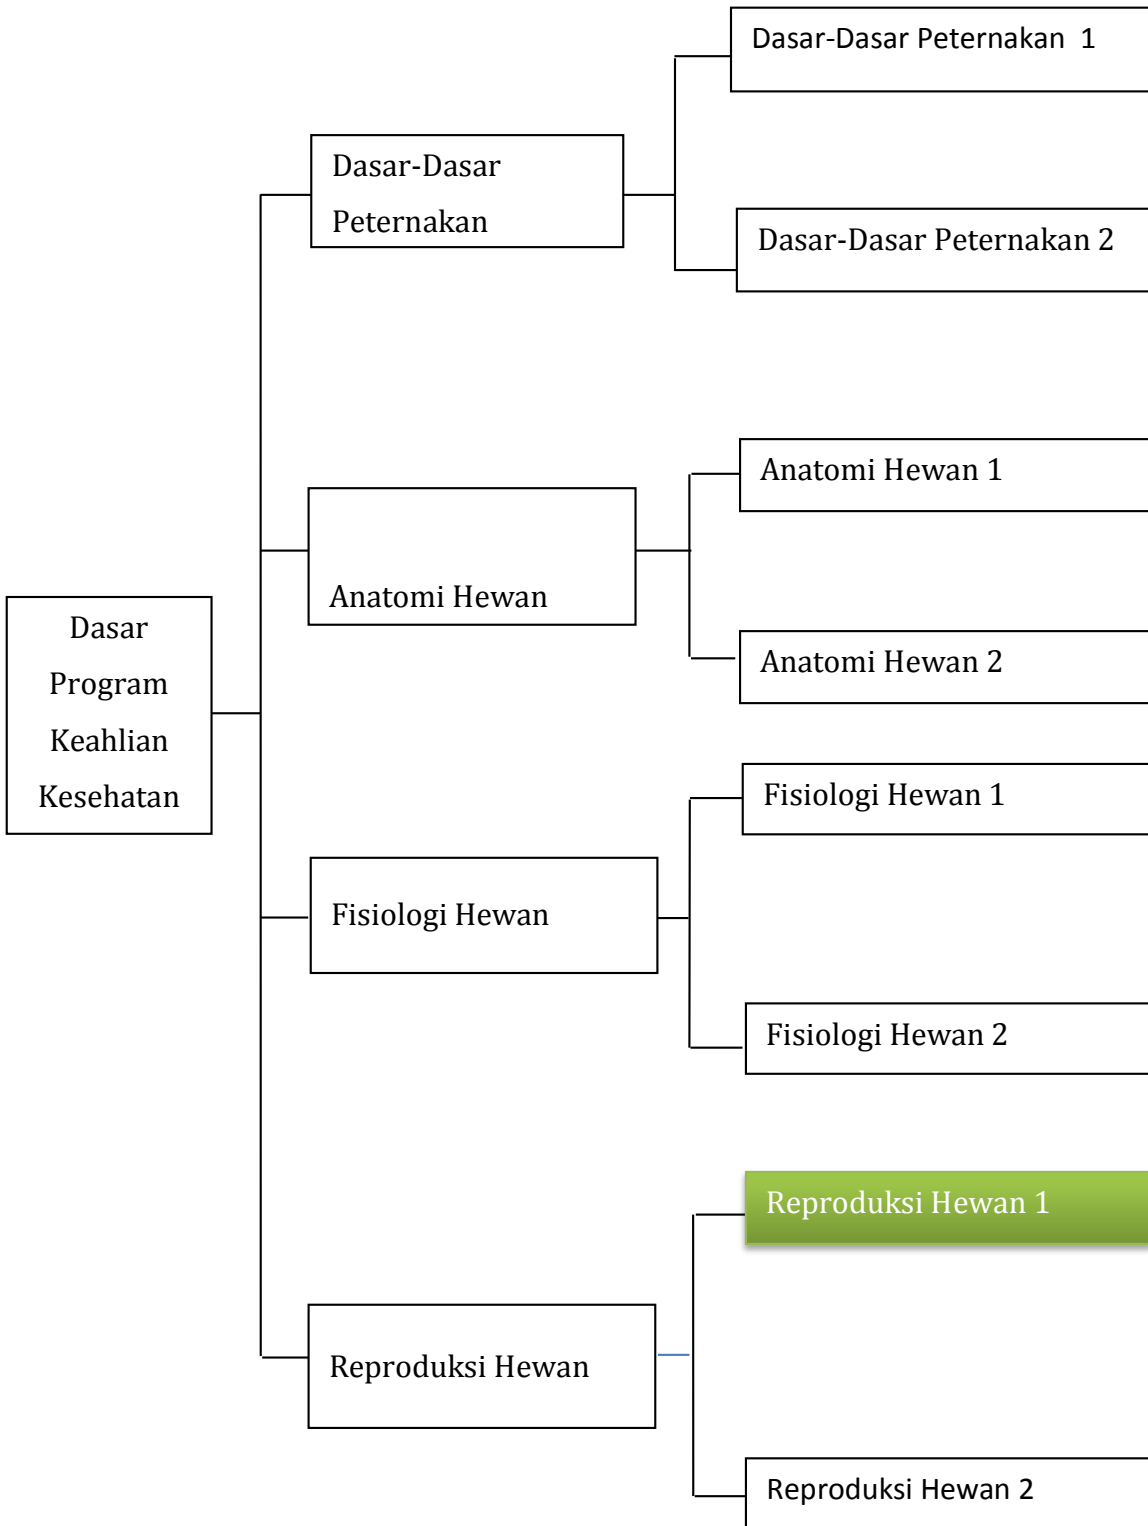 Dasar-Dasar Peternakan  1
Dasar-Dasar
Peternakan
Dasar-Dasar Peternakan 2
Anatomi Hewan 1
Anatomi Hewan
Anatomi Hewan 2
Dasar
Program
Keahlian
Kesehatan
Fisiologi Hewan 1
Fisiologi Hewan
Fisiologi Hewan 2
Reproduksi Hewan 1
Reproduksi Hewan
Reproduksi Hewan 2